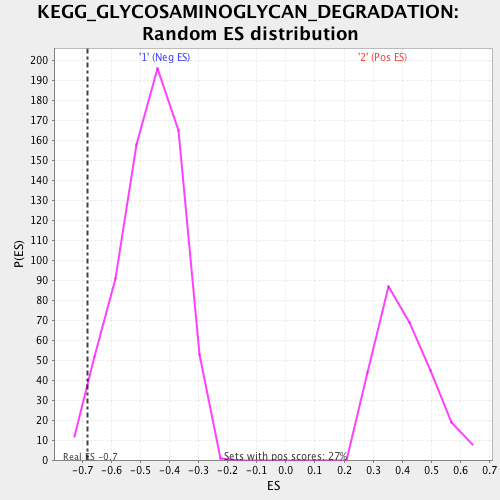 KEGG_GLYCOSAMINOGLYCAN_DEGRADATION:
Random ES distribution
'1' (Neg ES)
'2' (Pos ES)
200
190
180
170
160
150
140
130
120
110
100
90
80
70
60
50
40
30
20
10
0
P(ES)
Real ES -0.7
Sets with pos scores: 27%
-0.7 -0.6 -0.5 -0.4 -0.3 -0.2 -0.1 0.0 0.1 0.2 0.3 0.4 0.5 0.6 0.7
ES